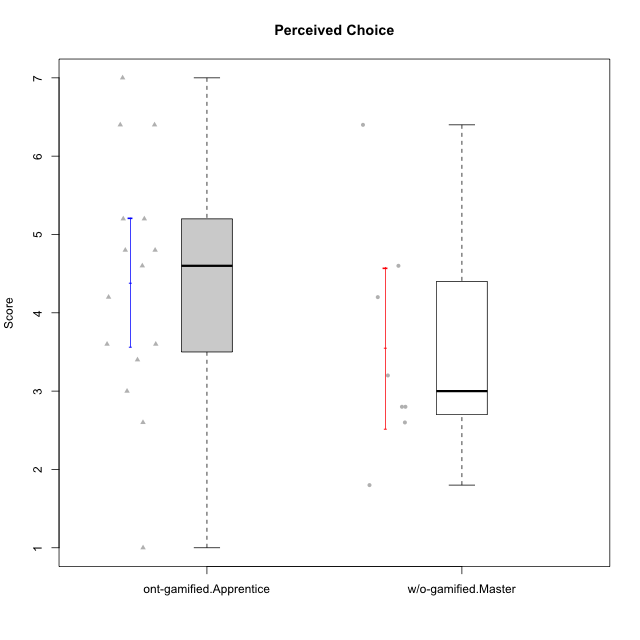 Perceived Choice
Score
7
6
5
4
3
2
1
ont-gamified.Apprentice
w/o-gamified.Master